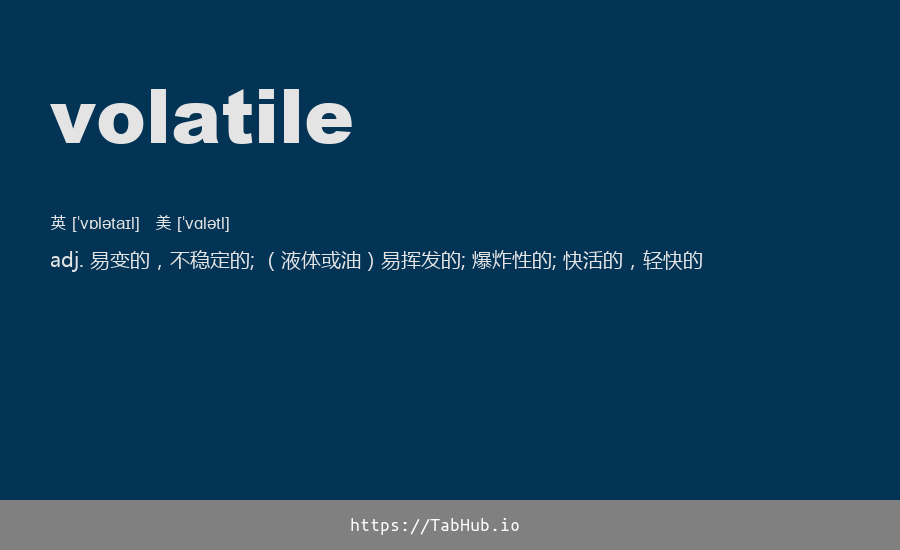 volatile
英 [ˈvɒlətaɪl]   美 [ˈvɑlətl]
adj. 易变的，不稳定的; （液体或油）易挥发的; 爆炸性的; 快活的，轻快的
https://TabHub.io